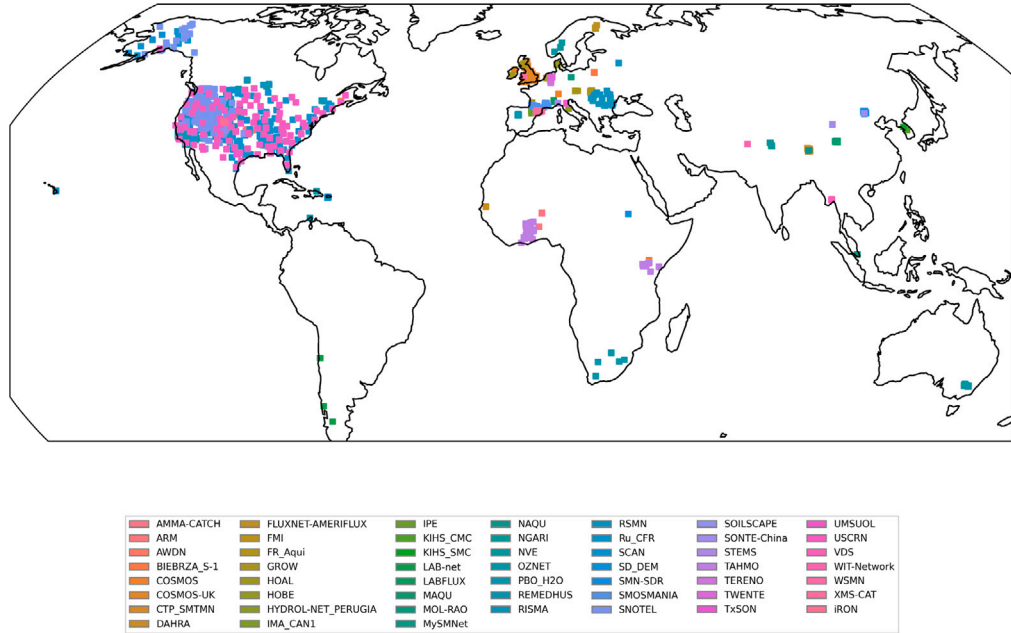 AMMA-CATCH
ARM
AWDN
BIEBRZA_S-1
COSMOS
COSMOS-UK
CTP_SMTMN
DAHRA
FLUXNET-AMERIFLUX
FMI
FR_Aqui
GROW
HOAL
HOBE
HYDROL-NET_PERUGIA
IMA_CAN1
IPE
KIHS_CMC
KIHS_SMC
LAB-net
LABFLUX
MAQU
MOL-RAO
MySMNet
NAQU
NGARI
NVE
OZNET
PBO_H2O
REMEDHUS
RISMA
RSMN
Ru_CFR
SCAN
SD_DEM
SMN-SDR
SMOSMANIA
SNOTEL
SOILSCAPE
SONTE-China
STEMS
TAHMO
TERENO
TWENTE
TxSON
UMSUOL
USCRN
VDS
WIT-Network
WSMN
XMS-CAT
iRON